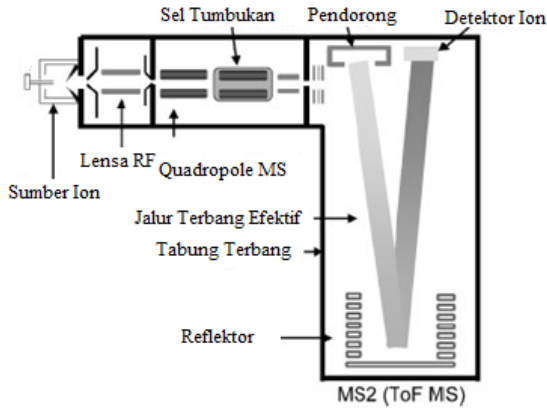 Sel Tumbukan
Pendorong
Detektor Ion
Lensa RF
Quadropole MS
Sumber Ion
Jalur Terbang Efektif
Tabung Terbang
Reflektor
MS2 (ToF MS)